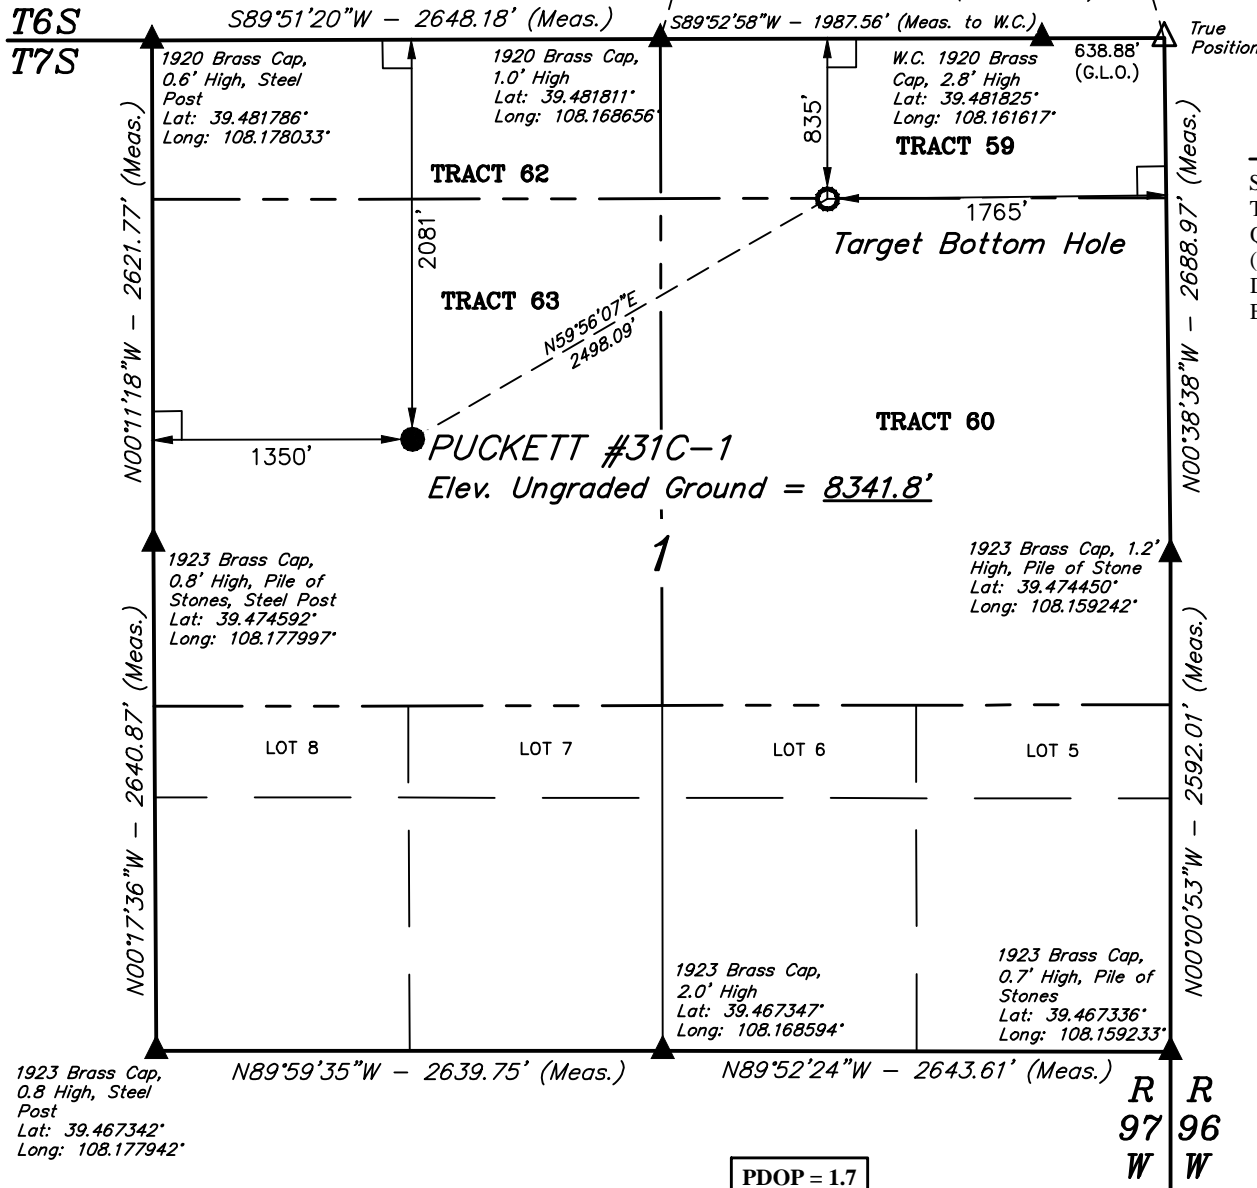 T6S
T7S
S89°51'20"W - 2648.18' (Meas.)
S89°52'58"W - 1987.56' (Meas. to W.C.)
True
Position
638.88'
(G.L.O.)
1920 Brass Cap,
0.6' High, Steel
Post
Lat: 39.481786°
Long: 108.178033°
1920 Brass Cap,
1.0' High
Lat: 39.481811°
Long: 108.168656°
W.C. 1920 Brass
Cap, 2.8' High
Lat: 39.481825°
Long: 108.161617°
835'
TRACT 59
TRACT 62
2081'
1765'
Target Bottom Hole
TRACT 63
N59°56'07"E
2498.09'
N00°11'18"W - 2621.77' (Meas.)
N00°38'38"W - 2688.97' (Meas.)
TRACT 60
1350'
PUCKETT #31C-1
Elev. Ungraded Ground = 8341.8'
1
1923 Brass Cap,
0.8' High, Pile of
Stones, Steel Post
Lat: 39.474592°
Long: 108.177997°
1923 Brass Cap, 1.2'
High, Pile of Stone
Lat: 39.474450°
Long: 108.159242°
N00°17'36"W - 2640.87' (Meas.)
N00°00'53"W - 2592.01' (Meas.)
LOT 8
LOT 7
LOT 6
LOT 5
1923 Brass Cap,
2.0' High
Lat: 39.467347°
Long: 108.168594°
1923 Brass Cap,
0.7' High, Pile of
Stones
Lat: 39.467336°
Long: 108.159233°
N89°59'35"W - 2639.75' (Meas.)
N89°52'24"W - 2643.61' (Meas.)
1923 Brass Cap,
0.8 High, Steel
Post
Lat: 39.467342°
Long: 108.177942°
R R
97 96
W W
PDOP = 1.7